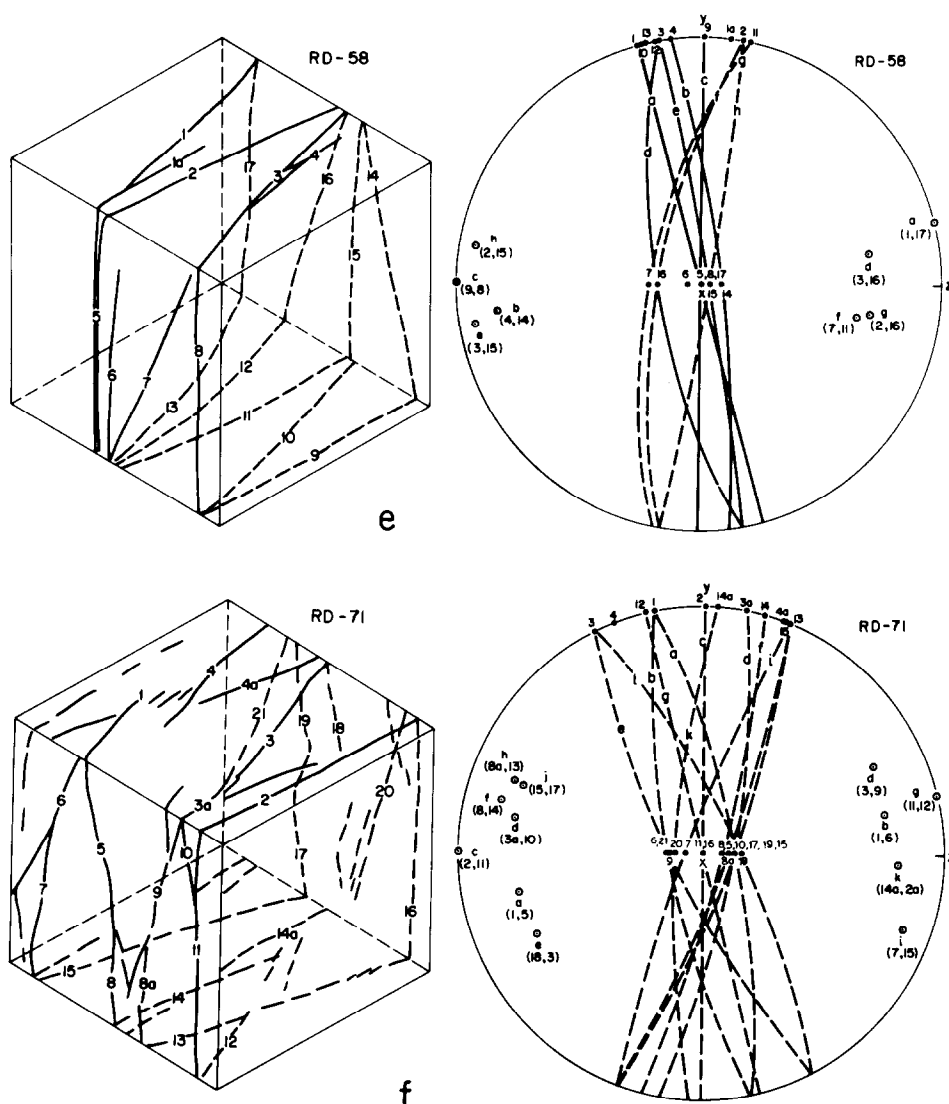 RD-58
1
1a
2
17
3
4
16
14
15
5
6
7
8
12
13
11
10
9
e
RD-58
1 13 3 4 y 9 1a 2 11
10 12
g
c
b
f
a
e
h
d
h
(2,15)
c
(9,8)
b
(4,14)
e
(3,15)
a
(1,17)
d
(3,16)
f
(7,11)
g
(2,16)
7 16 6 5 8,17
X 15 14
RD-71
1
4
4a
21
3
19
18
2
3a
20
6
5
10
9
7
17
11
16
14a
15
8
8a
14
13
12
f
RD-71
3 4 12 1 2 y 14a 3a 14 4a 13
a
c
d
i
b
g
e
k
h
(8a,13)
j
(15,17)
f
(8,14)
d
(3a,10)
c
(2,11)
a
(1,5)
e
(18,3)
d
(3,9)
g
(11,12)
b
(1,6)
k
(14a,2a)
i
(7,15)
6,21 20 7 11,16 8,5,10,17, 19,15
9 X 8a 18